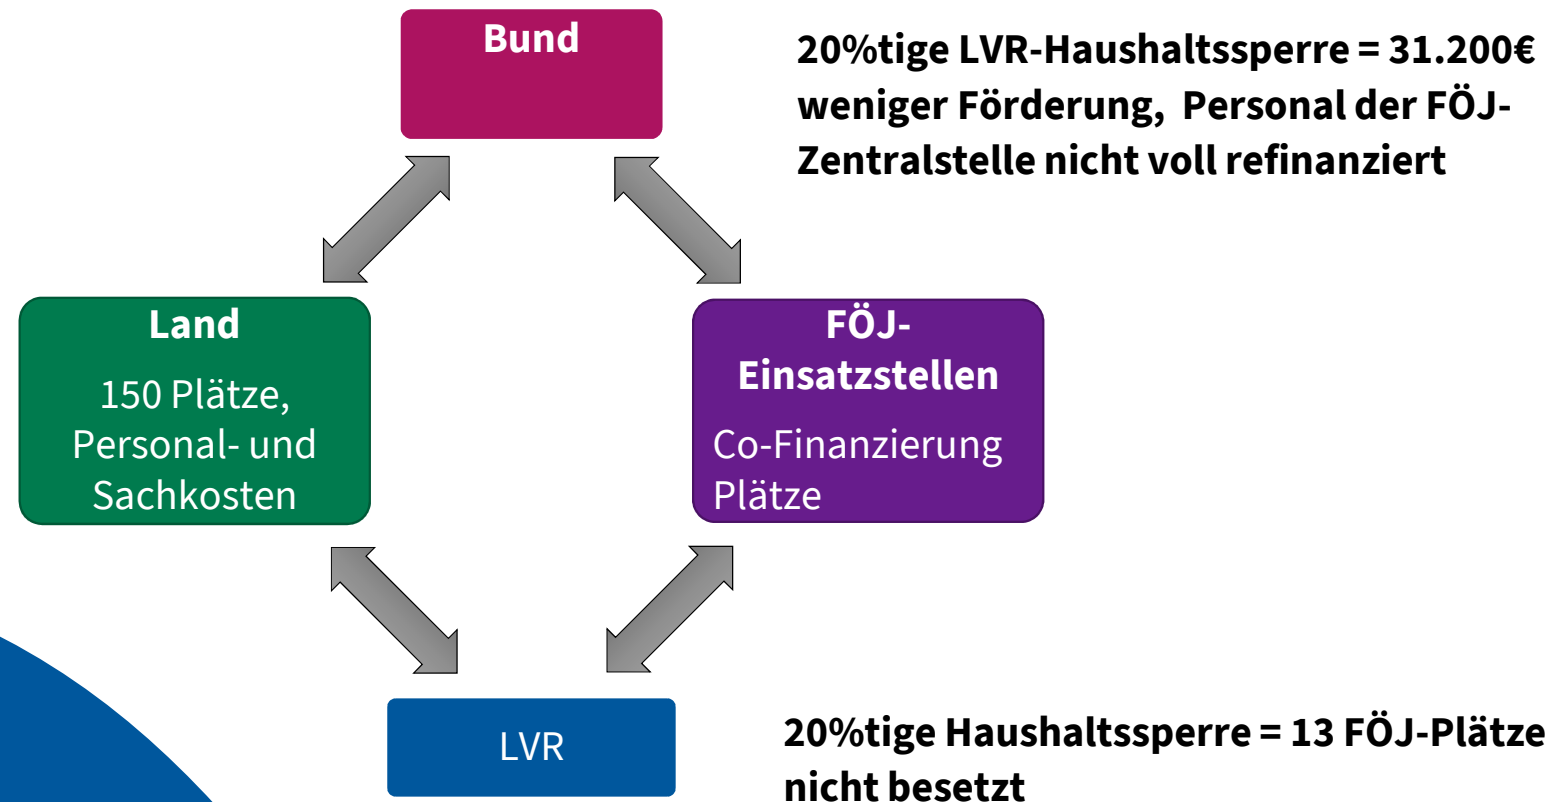 Bund
20%tige LVR-Haushaltssperre = 31.200€
weniger Förderung,  Personal der FÖJ-
Zentralstelle nicht voll refinanziert
Land
150 Plätze,
Personal- und
Sachkosten
FÖJ-
Einsatzstellen
Co-Finanzierung
Plätze
LVR
20%tige Haushaltssperre = 13 FÖJ-Plätze
nicht besetzt